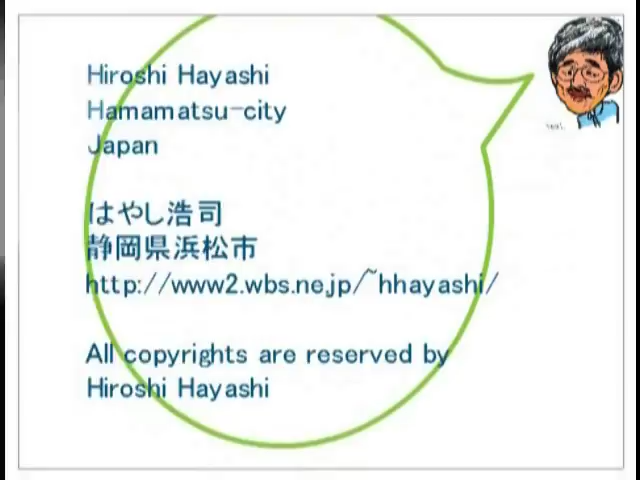 Hiroshi Hayashi
Hamamatsu-city
Japan
はやし浩司
静岡県浜松市
http://www2.wbs.ne.jp/~hhayashi/
All copyrights are reserved by
Hiroshi Hayashi